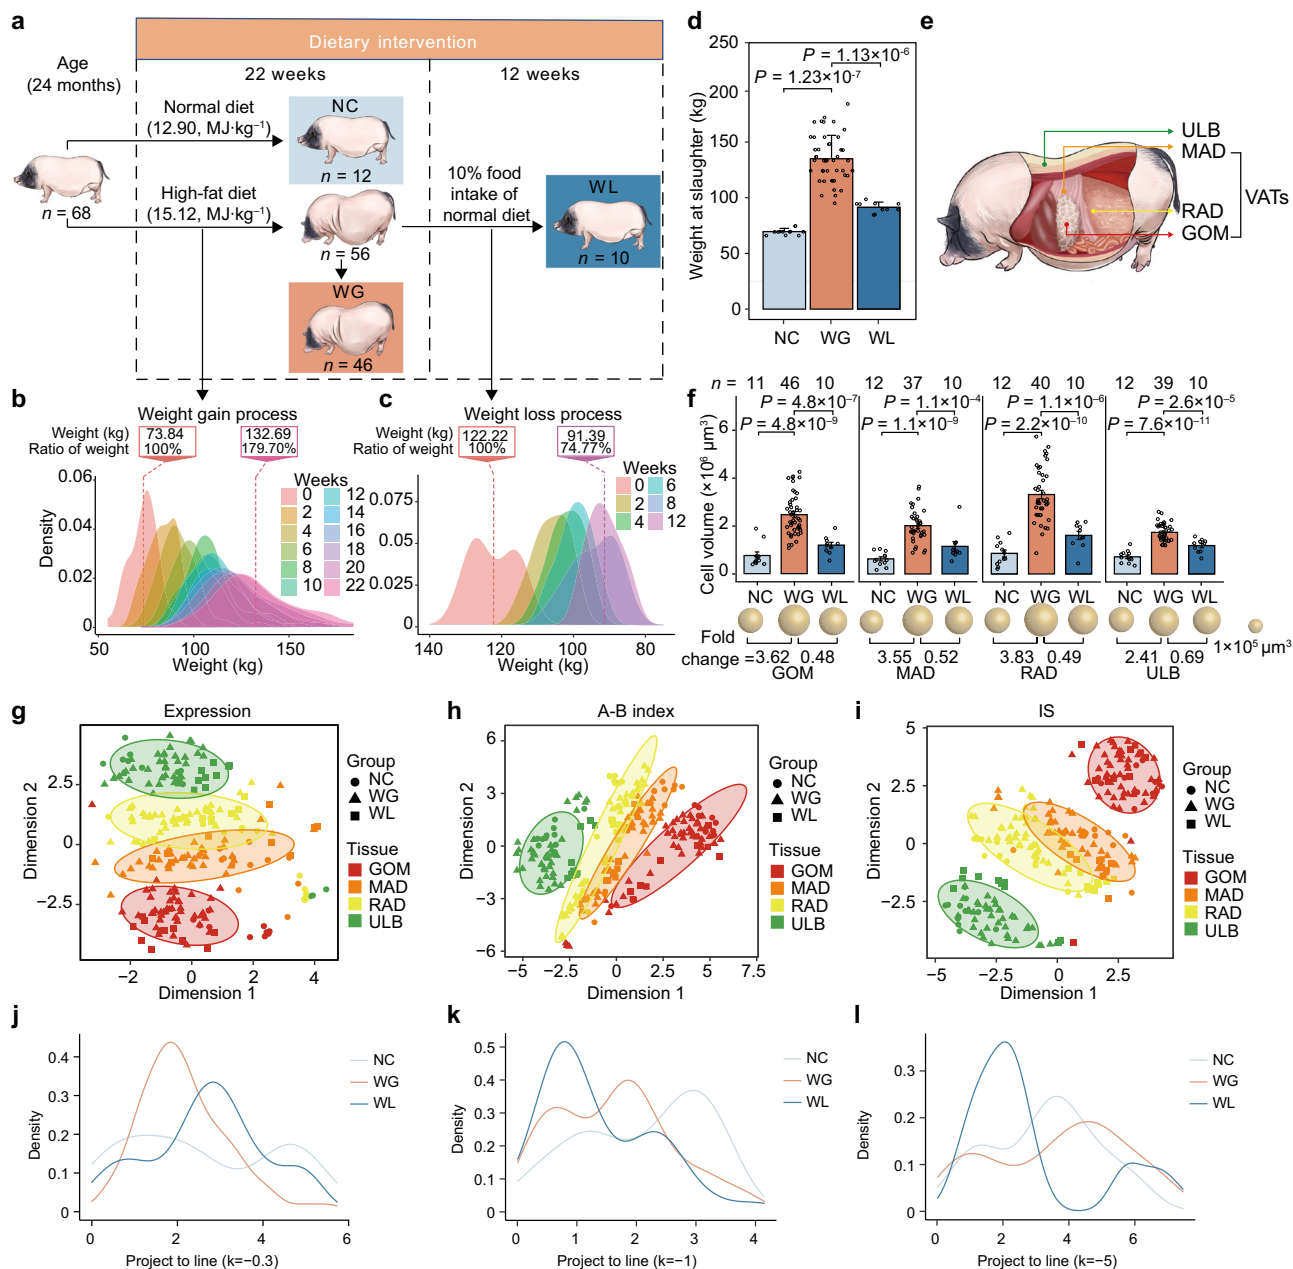 a
Dietary intervention
Age
(24 months)
22 weeks
12 weeks
Normal diet
(12.90, MJ·kg⁻¹)
NC
n = 12
n = 68
High-fat diet
(15.12, MJ·kg⁻¹)
n = 56
WG
n = 46
10% food
intake of
normal diet
WL
n = 10
d
Weight at slaughter (kg)
250
200
150
100
50
0
P = 1.13×10⁻⁶
P = 1.23×10⁻⁷
NC WG WL
e
ULB
MAD
VATs
RAD
GOM
b
Weight gain process
Weight (kg)
Ratio of weight
73.84
100%
132.69
179.70%
Density
0.06
0.04
0.02
0
Weeks
0 12
2 14
4 16
6 18
8 20
10 22
50 100 150
Weight (kg)
c
Weight loss process
Weight (kg)
Ratio of weight
122.22
100%
91.39
74.77%
0.075
0.050
0.025
0
Weeks
0 6
2 8
4 12
140 120 100 80
Weight (kg)
f
n = 11 46 10 12 37 10 12 40 10 12 39 10
P = 4.8×10⁻⁷ P = 1.1×10⁻⁴ P = 1.1×10⁻⁶ P = 2.6×10⁻⁵
P = 4.8×10⁻⁹ P = 1.1×10⁻⁹ P = 2.2×10⁻¹⁰ P = 7.6×10⁻¹¹
Cell volume (×10⁶ μm³)
6
4
2
0
NC WG WL NC WG WL NC WG WL NC WG WL
Fold
change =3.62 0.48 3.55 0.52 3.83 0.49 2.41 0.69
1×10⁵ μm³
GOM MAD RAD ULB
g
Expression
Dimension 2
2.5
0
−2.5
−2 0 2 4
Dimension 1
Group
NC
WG
WL
Tissue
GOM
MAD
RAD
ULB
h
A-B index
Dimension 2
6
3
0
−3
−6
−5 −2.5 0 2.5 5 7.5
Dimension 1
Group
NC
WG
WL
Tissue
GOM
MAD
RAD
ULB
i
IS
Dimension 2
5
2.5
0
−2.5
−5 −2.5 0 2.5
Dimension 1
Group
NC
WG
WL
Tissue
GOM
MAD
RAD
ULB
j
Density
0.4
0.3
0.2
0.1
0
0 2 4 6
Project to line (k=−0.3)
NC
WG
WL
k
Density
0.5
0.4
0.3
0.2
0.1
0
0 1 2 3 4
Project to line (k=−1)
NC
WG
WL
l
Density
0.3
0.2
0.1
0
0 2 4 6
Project to line (k=−5)
NC
WG
WL